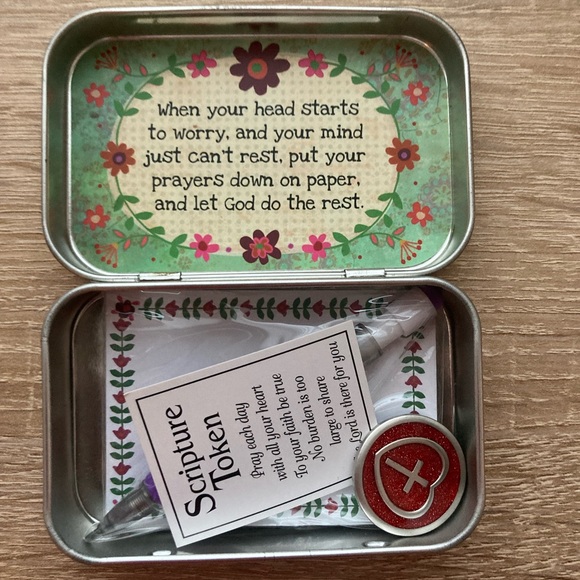 When your head starts
to worry, and your mind
just can't rest, put your
prayers down on paper,
and let God do the rest.
Scripture
Token
Pray each day
with all your heart
To your faith be true
No burden is too
large to share
Lord is there for you